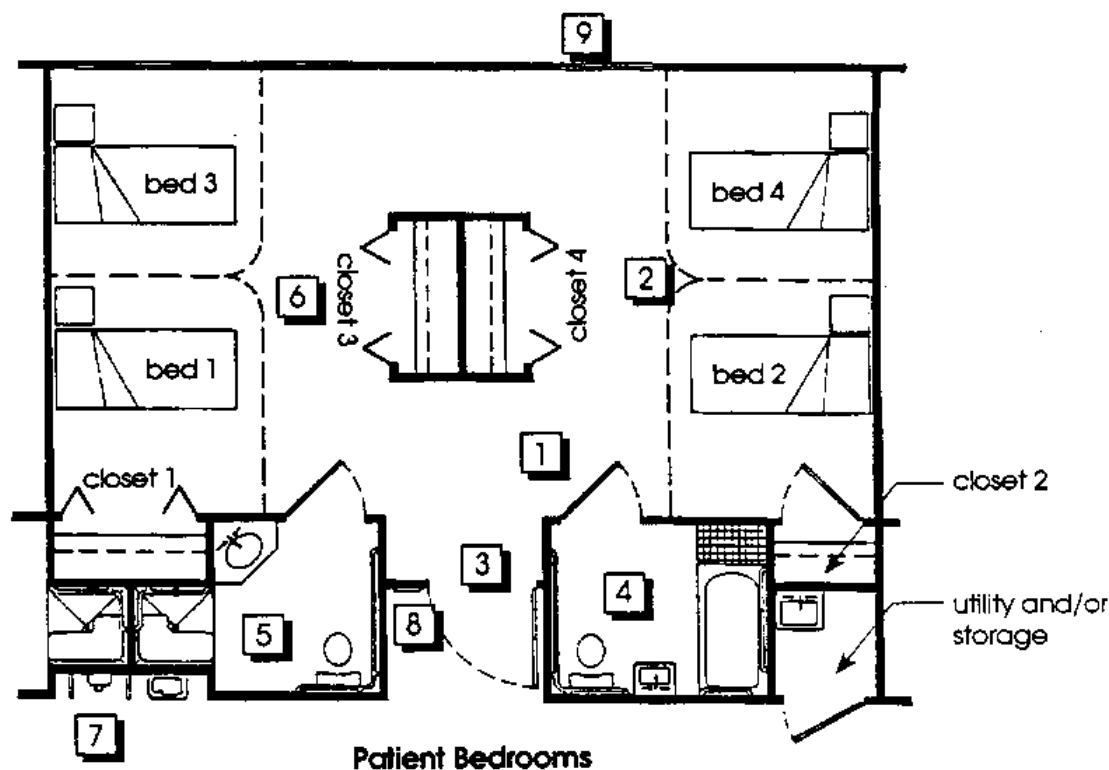 9
bed 3
bed 4
closet 3
closet 4
6
2
bed 1
bed 2
1
closet 1
closet 2
3
4
5
8
utility and/or
storage
7
Patient Bedrooms